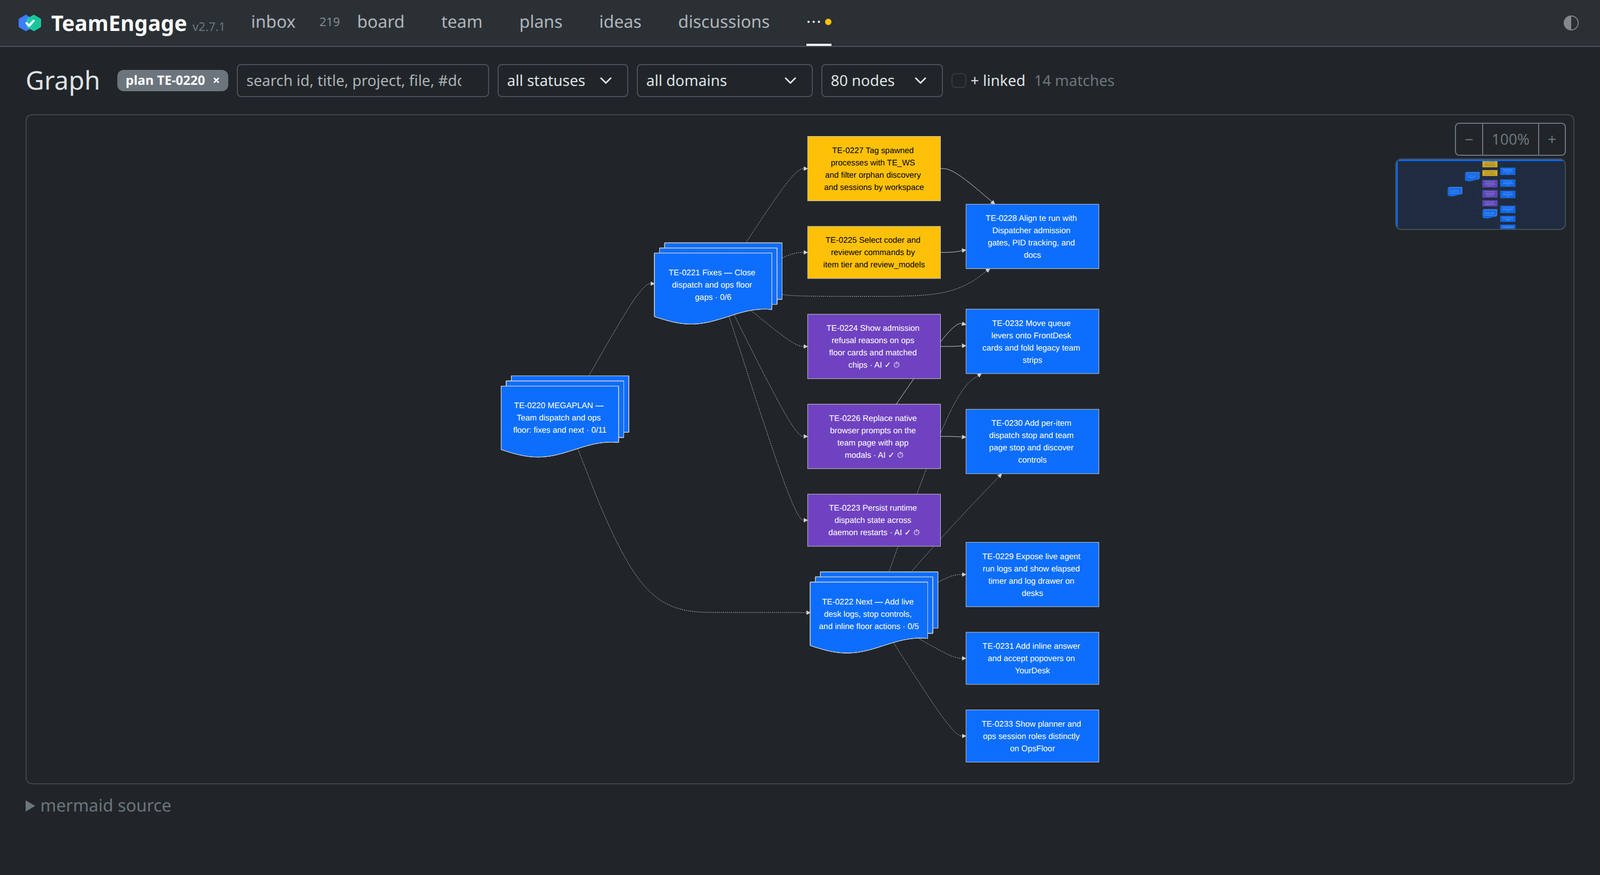 TeamEngage v2.7.1 inbox 219 board team plans ideas discussions ...
Graph plan TE-0220 × search id, title, project, file, #dc all statuses all domains 80 nodes + linked 14 matches
− 100% +
TE-0227 Tag spawned
processes with TE_WS
and filter orphan discovery
and sessions by workspace
TE-0228 Align te run with
Dispatcher admission
gates, PID tracking, and
docs
TE-0225 Select coder and
reviewer commands by
item tier and review_models
TE-0221 Fixes — Close
dispatch and ops floor
gaps · 0/6
TE-0224 Show admission
refusal reasons on ops
floor cards and matched
chips · AI ✓ ⏱
TE-0232 Move queue
levers onto FrontDesk
cards and fold legacy team
strips
TE-0220 MEGAPLAN —
Team dispatch and ops
floor: fixes and next · 0/11
TE-0226 Replace native
browser prompts on the
team page with app
modals · AI ✓ ⏱
TE-0230 Add per-item
dispatch stop and team
page stop and discover
controls
TE-0223 Persist runtime
dispatch state across
daemon restarts · AI ✓ ⏱
TE-0229 Expose live agent
run logs and show elapsed
timer and log drawer on
desks
TE-0222 Next — Add live
desk logs, stop controls,
and inline floor actions · 0/5
TE-0231 Add inline answer
and accept popovers on
YourDesk
TE-0233 Show planner and
ops session roles distinctly
on OpsFloor
mermaid source